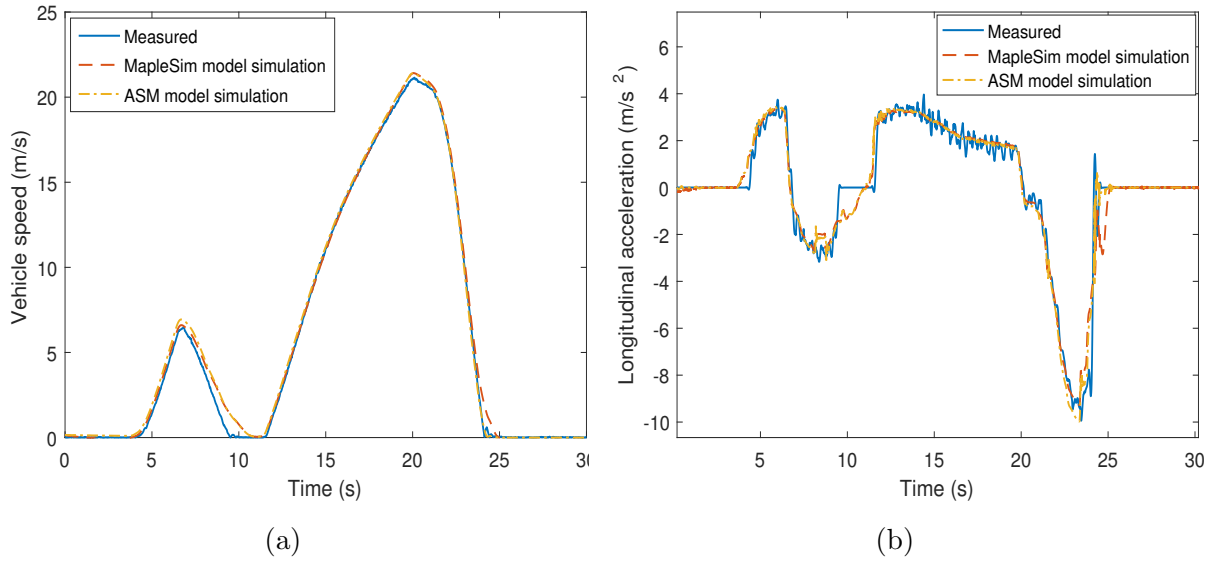 25
20
15
10
5
0
Vehicle speed (m/s)
Measured
MapleSim model simulation
ASM model simulation
0 5 10 15 20 25 30
Time (s)
(a)
6
4
2
0
-2
-4
-6
-8
-10
Longitudinal acceleration (m/s²)
Measured
MapleSim model simulation
ASM model simulation
5 10 15 20 25 30
Time (s)
(b)